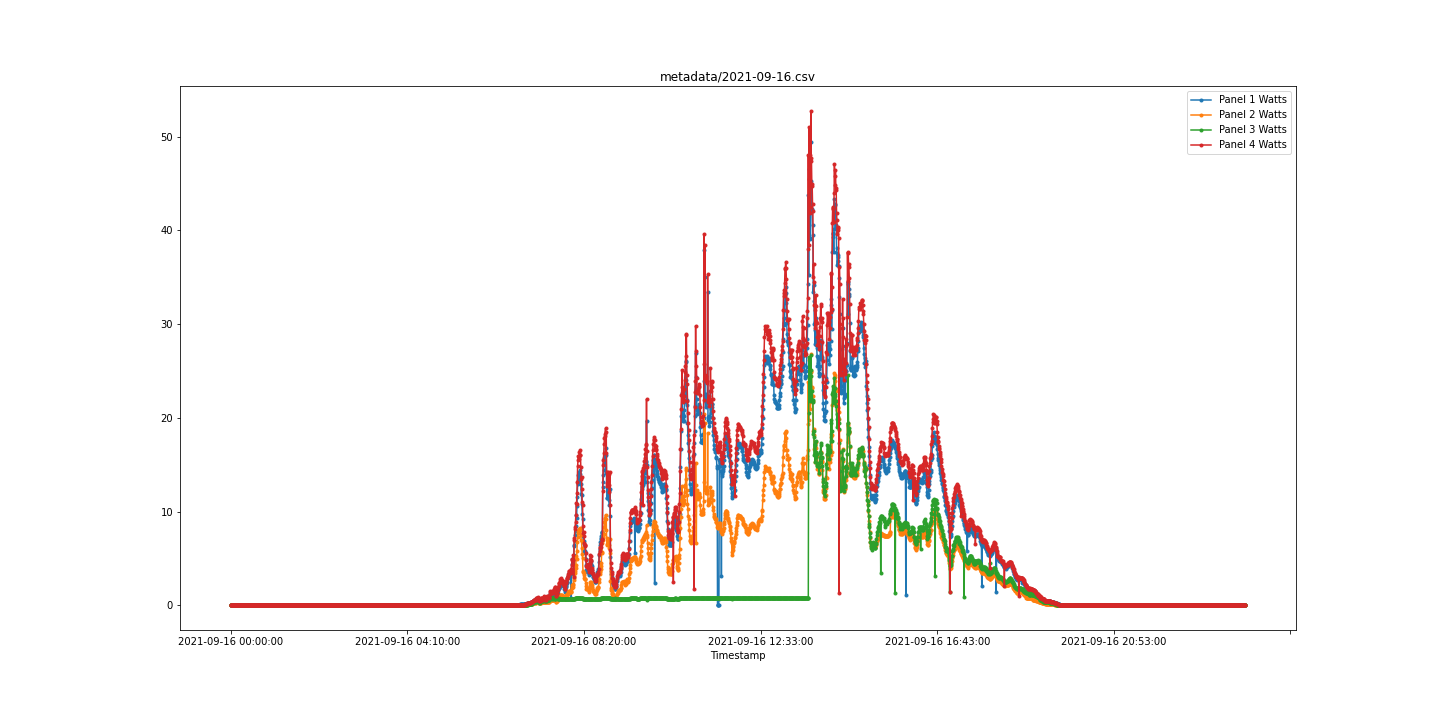 metadata/2021-09-16.csv
Panel 1 Watts
Panel 2 Watts
Panel 3 Watts
Panel 4 Watts
50
40
30
20
10
0
2021-09-16 00:00:00
2021-09-16 04:10:00
2021-09-16 08:20:00
2021-09-16 12:33:00
2021-09-16 16:43:00
2021-09-16 20:53:00
Timestamp